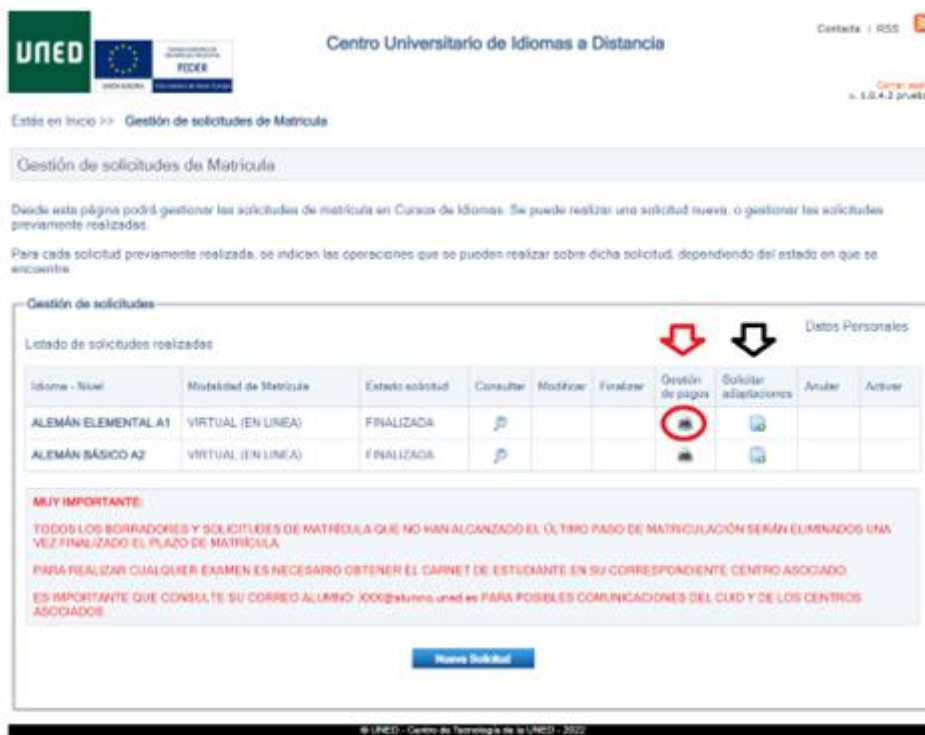 Contacta | RSS
UNED
FEDER
UNIÓN EUROPEA
Centro Universitario de Idiomas a Distancia
Estás en Inicio >> Gestión de solicitudes de Matrícula
Gestión de solicitudes de Matrícula
Desde esta página podrá gestionar las solicitudes de matrícula en Cursos de Idiomas. Se puede realizar una solicitud nueva, o gestionar las solicitudes
previamente realizadas.
Para cada solicitud previamente realizada, se indican las operaciones que se pueden realizar sobre dicha solicitud, dependiendo del estado en que se
encuentre.
Gestión de solicitudes
Datos Personales
Listado de solicitudes realizadas
Idioma - Nivel Modalidad de Matrícula Estado solicitud Consultar Modificar Finalizar Gestión de pagos Solicitar adaptaciones Anular Activar
ALEMÁN ELEMENTAL A1 VIRTUAL (EN LINEA) FINALIZADA
ALEMÁN BÁSICO A2 VIRTUAL (EN LINEA) FINALIZADA
MUY IMPORTANTE:
TODOS LOS BORRADORES Y SOLICITUDES DE MATRÍCULA QUE NO HAN ALCANZADO EL ÚLTIMO PASO DE MATRICULACIÓN SERÁN ELIMINADOS UNA
VEZ FINALIZADO EL PLAZO DE MATRÍCULA.
PARA REALIZAR CUALQUIER EXAMEN ES NECESARIO OBTENER EL CARNET DE ESTUDIANTE EN SU CORRESPONDIENTE CENTRO ASOCIADO
ES IMPORTANTE QUE CONSULTE SU CORREO ALUMNO: XXX@alumno.uned.es PARA POSIBLES COMUNICACIONES DEL CUID Y DE LOS CENTROS
ASOCIADOS.
Nueva Solicitud
© UNED - Centro de Tecnología de la UNED - 2022